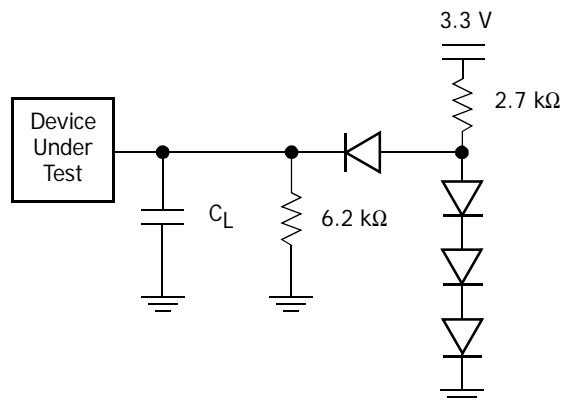 3.3 V
2.7 kΩ
Device
Under
Test
C_L
6.2 kΩ